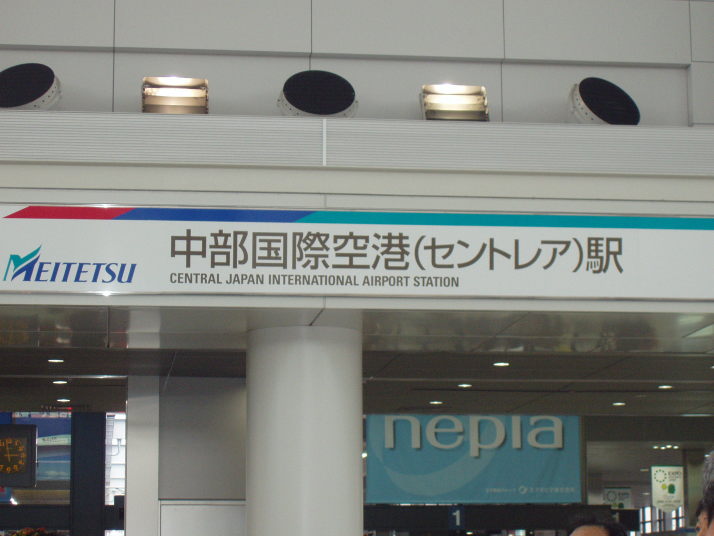 MEITETSU
中部国際空港(セントレア)駅
CENTRAL JAPAN INTERNATIONAL AIRPORT STATION
nepia
1